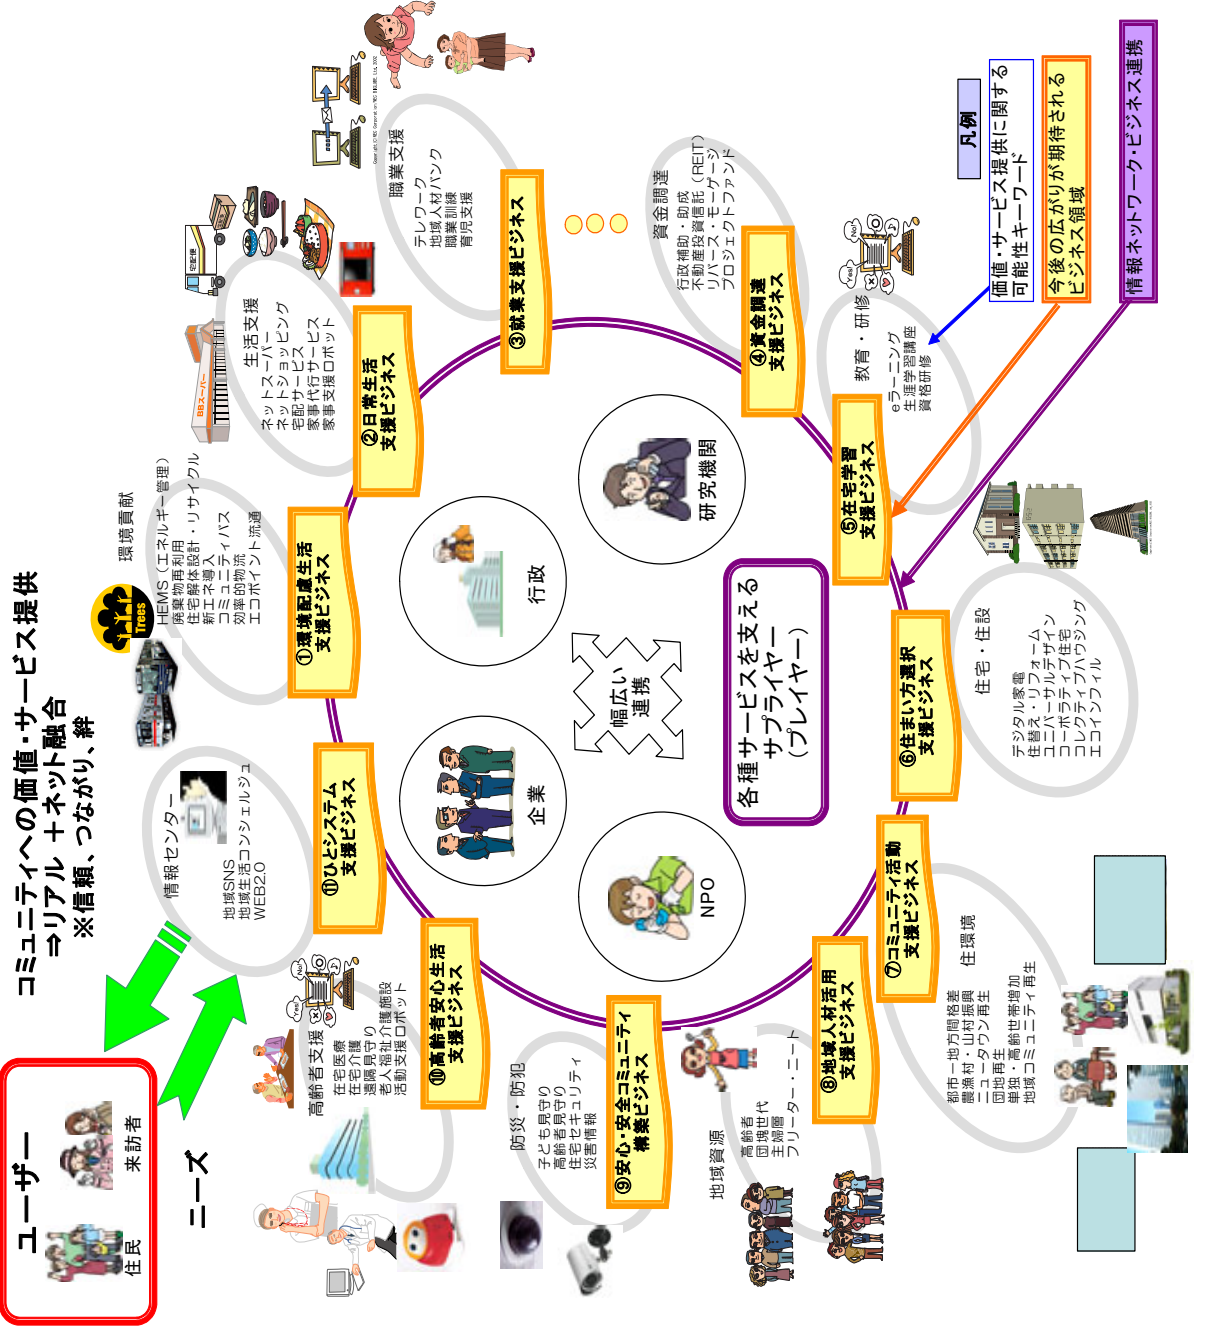 コミュニティへの価値・サービス提供
⇒リアル＋ネット融合
※信頼、つながり、絆
ユーザー
住民
来訪者
ニーズ
情報センター
地域SNS
地域生活コンシェルジュ
WEB2.0
環境貢献
HEMS（エネルギー管理）
廃棄物再利用
住宅解体設計・リサイクル
新エネ導入
コミュニティバス
効率的物流
エコポイント流通
Trees
生活支援
ネットスーパー
ネットショッピング
宅配サービス
家事代行サービス
家事支援ロボット
BBスーパー
宅配便
職業支援
テレワーク
地域人材バンク
職業訓練
育児支援
資金調達
行政補助・助成
不動産投資信託（REIT）
リバース・モーゲージ
プロジェクトファンド
教育・研修
eラーニング
生涯学習講座
資格研修
Yes!
No!
住宅・住設
デジタル家電
住替え・リフォーム
ユニバーサルデザイン
コーポラティブ住宅
コレクティブハウジング
エコインフィル
住環境
都市ー地方間格差
農漁村・山村振興
ニュータウン再生
団地再生
単独・高齢世帯増加
地域コミュニティ再生
地域資源
高齢者
団塊世代
主婦層
フリーター・ニート
防災・防犯
子ども見守り
高齢者見守り
住宅セキュリティ
災害情報
高齢者支援
在宅医療
在宅介護
遠隔見守り
老人福祉介護施設
活動支援ロボット
Yes!
No!
①環境配慮生活
支援ビジネス
②日常生活
支援ビジネス
③就業支援ビジネス
④資金調達
支援ビジネス
⑤在宅学習
支援ビジネス
⑥住まい方選択
支援ビジネス
⑦コミュニティ活動
支援ビジネス
⑧地域人材活用
支援ビジネス
⑨安心・安全コミュニティ
構築ビジネス
⑩高齢者安心生活
支援ビジネス
⑪ひとシステム
支援ビジネス
企業
行政
NPO
研究機関
幅広い
連携
各種サービスを支える
サプライヤー
（プレイヤー）
凡例
価値・サービス提供に関する
可能性キーワード
今後の広がりが期待される
ビジネス領域
情報ネットワーク・ビジネス連携